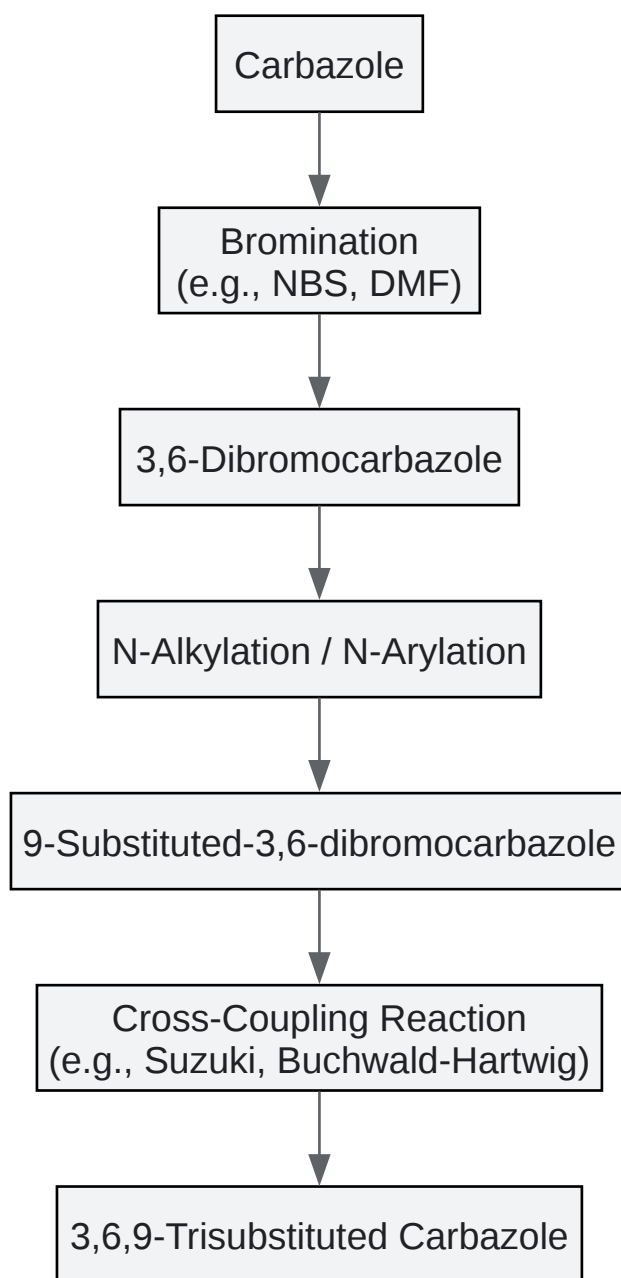 Carbazole
Bromination
(e.g., NBS, DMF)
3,6-Dibromocarbazole
N-Alkylation / N-Arylation
9-Substituted-3,6-dibromocarbazole
Cross-Coupling Reaction
(e.g., Suzuki, Buchwald-Hartwig)
3,6,9-Trisubstituted Carbazole